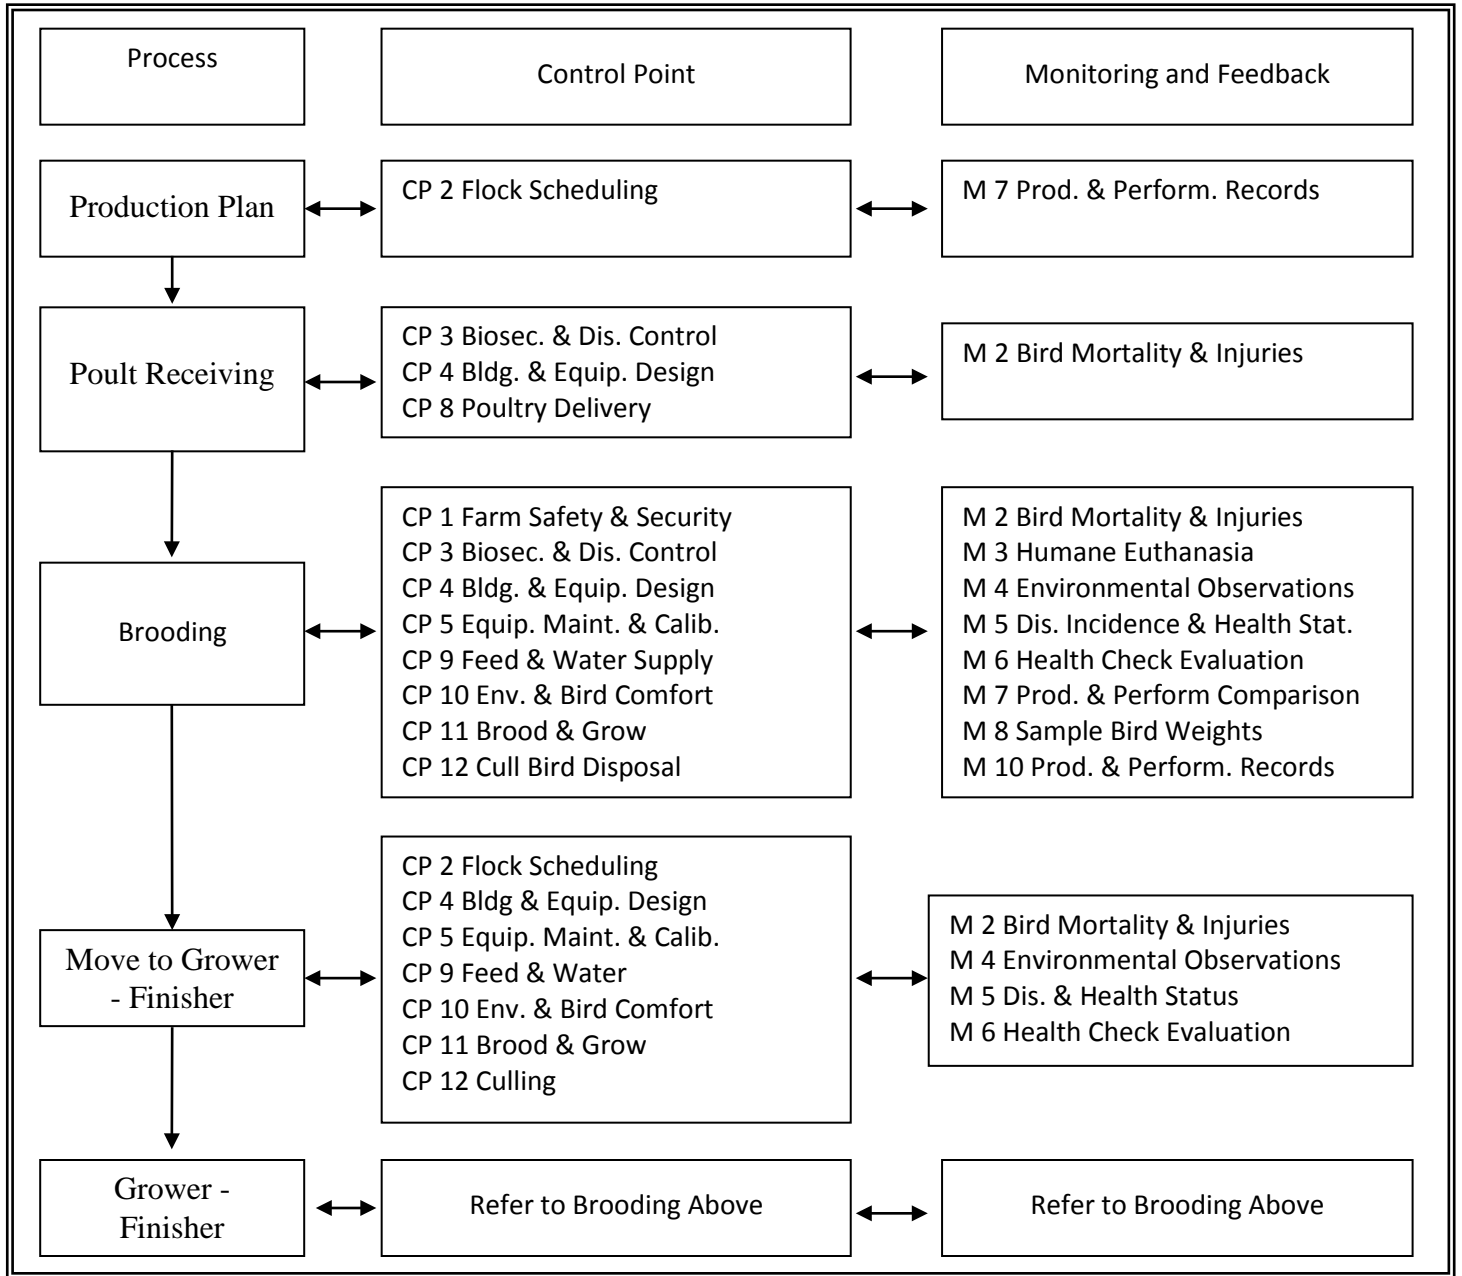 Process
Control Point
Monitoring and Feedback
Production Plan
CP 2 Flock Scheduling
M 7 Prod. & Perform. Records
Poult Receiving
CP 3 Biosec. & Dis. Control
CP 4 Bldg. & Equip. Design
CP 8 Poultry Delivery
M 2 Bird Mortality & Injuries
Brooding
CP 1 Farm Safety & Security
CP 3 Biosec. & Dis. Control
CP 4 Bldg. & Equip. Design
CP 5 Equip. Maint. & Calib.
CP 9 Feed & Water Supply
CP 10 Env. & Bird Comfort
CP 11 Brood & Grow
CP 12 Cull Bird Disposal
M 2 Bird Mortality & Injuries
M 3 Humane Euthanasia
M 4 Environmental Observations
M 5 Dis. Incidence & Health Stat.
M 6 Health Check Evaluation
M 7 Prod. & Perform Comparison
M 8 Sample Bird Weights
M 10 Prod. & Perform. Records
Move to Grower
- Finisher
CP 2 Flock Scheduling
CP 4 Bldg & Equip. Design
CP 5 Equip. Maint. & Calib.
CP 9 Feed & Water
CP 10 Env. & Bird Comfort
CP 11 Brood & Grow
CP 12 Culling
M 2 Bird Mortality & Injuries
M 4 Environmental Observations
M 5 Dis. & Health Status
M 6 Health Check Evaluation
Grower -
Finisher
Refer to Brooding Above
Refer to Brooding Above